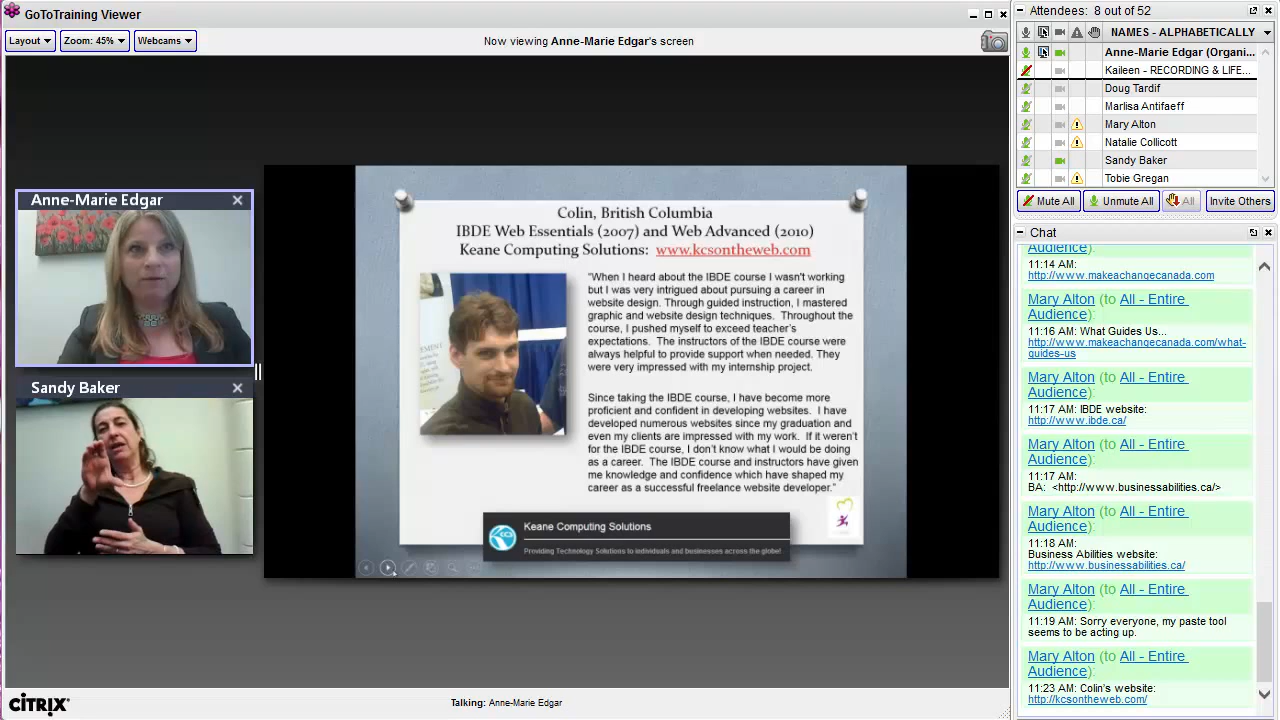 GoToTraining Viewer
Layout
Zoom: 45%
Webcams
Now viewing Anne-Marie Edgar's screen
Anne-Marie Edgar
Sandy Baker
Colin, British Columbia
IBDE Web Essentials (2007) and Web Advanced (2010)
Keane Computing Solutions: www.kcsontheweb.com
"When I heard about the IBDE course I wasn't working
but I was very intrigued about pursuing a career in
website design. Through guided instruction, I mastered
graphic and website design techniques. Throughout the
course, I pushed myself to exceed teacher's
expectations. The instructors of the IBDE course were
always helpful to provide support when needed. They
were very impressed with my internship project.
Since taking the IBDE course, I have become more
proficient and confident in developing websites. I have
developed numerous websites since my graduation and
even my clients are impressed with my work. If it weren't
for the IBDE course, I don't know what I would be doing
as a career. The IBDE course and instructors have given
me knowledge and confidence which have shaped my
career as a successful freelance website developer."
Keane Computing Solutions
Providing Technology Solutions to individuals and businesses across the globe!
CITRIX
Talking: Anne-Marie Edgar
Attendees: 8 out of 52
NAMES - ALPHABETICALLY
Anne-Marie Edgar (Organi...
Kaileen - RECORDING & LIFE...
Doug Tardif
Marlisa Antifaeff
Mary Alton
Natalie Collicott
Sandy Baker
Tobie Gregan
Mute All
Unmute All
All
Invite Others
Chat
Audience):
11:14 AM:
http://www.makeachangecanada.com
Mary Alton (to All - Entire
Audience):
11:16 AM: What Guides Us...
http://www.makeachangecanada.com/what-
guides-us
Mary Alton (to All - Entire
Audience):
11:17 AM: IBDE website:
http://www.ibde.ca/
Mary Alton (to All - Entire
Audience):
11:17 AM:
BA: <http://www.businessabilities.ca/>
Mary Alton (to All - Entire
Audience):
11:18 AM:
Business Abilities website:
http://www.businessabilities.ca/
Mary Alton (to All - Entire
Audience):
11:19 AM: Sorry everyone, my paste tool
seems to be acting up.
Mary Alton (to All - Entire
Audience):
11:23 AM: Colin's website:
http://kcsontheweb.com/